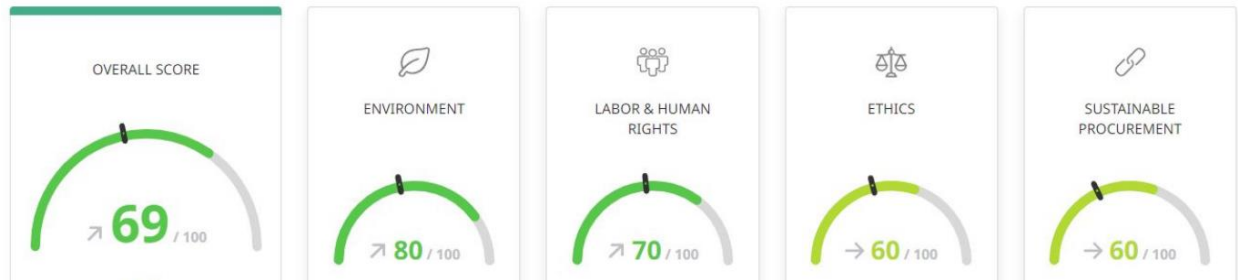 OVERALL SCORE
69 / 100
ENVIRONMENT
80 / 100
LABOR & HUMAN
RIGHTS
70 / 100
ETHICS
60 / 100
SUSTAINABLE
PROCUREMENT
60 / 100